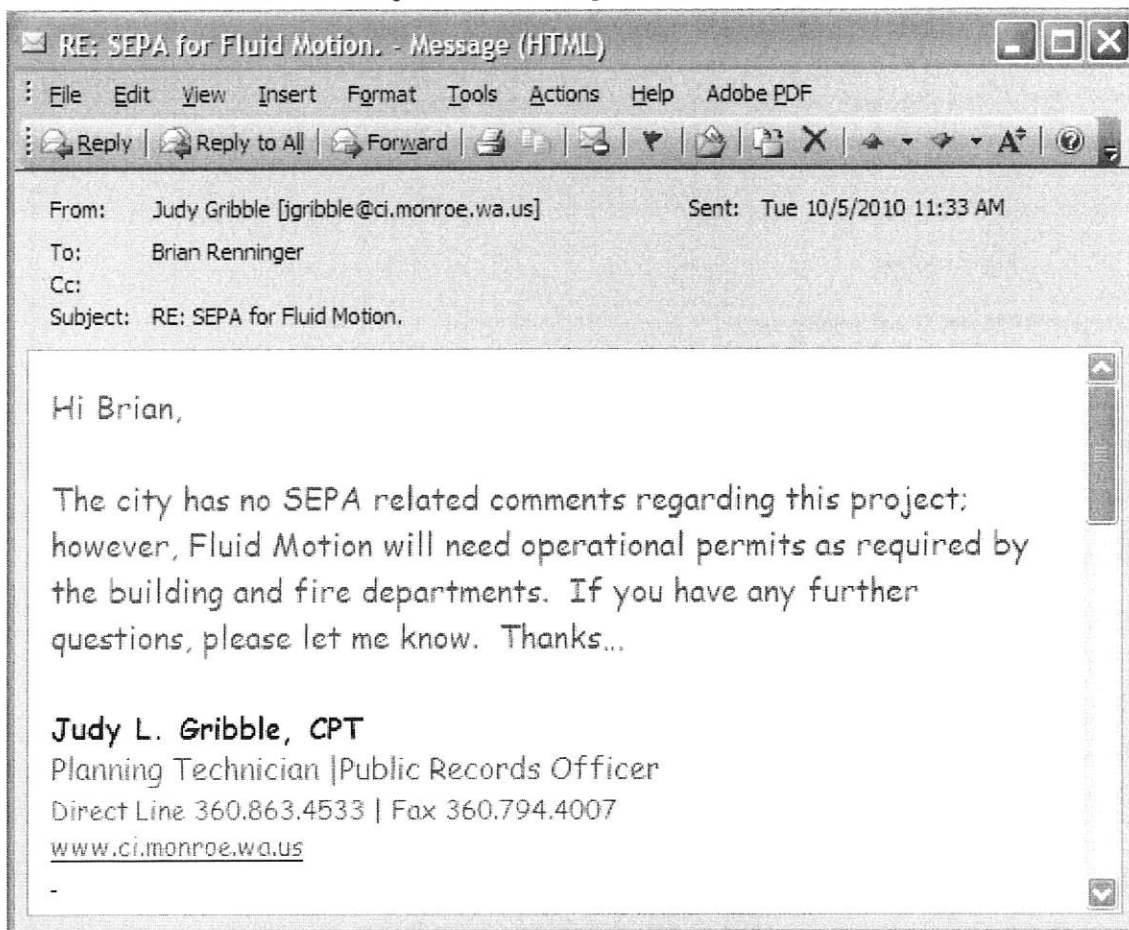 RE: SEPA for Fluid Motion. - Message (HTML)
File Edit View Insert Format Tools Actions Help Adobe PDF
Reply | Reply to All | Forward
From: Judy Gribble [jgribble@ci.monroe.wa.us] Sent: Tue 10/5/2010 11:33 AM
To: Brian Renninger
Cc:
Subject: RE: SEPA for Fluid Motion.
Hi Brian,
The city has no SEPA related comments regarding this project;
however, Fluid Motion will need operational permits as required by
the building and fire departments. If you have any further
questions, please let me know. Thanks...
Judy L. Gribble, CPT
Planning Technician |Public Records Officer
Direct Line 360.863.4533 | Fax 360.794.4007
www.ci.monroe.wa.us
-